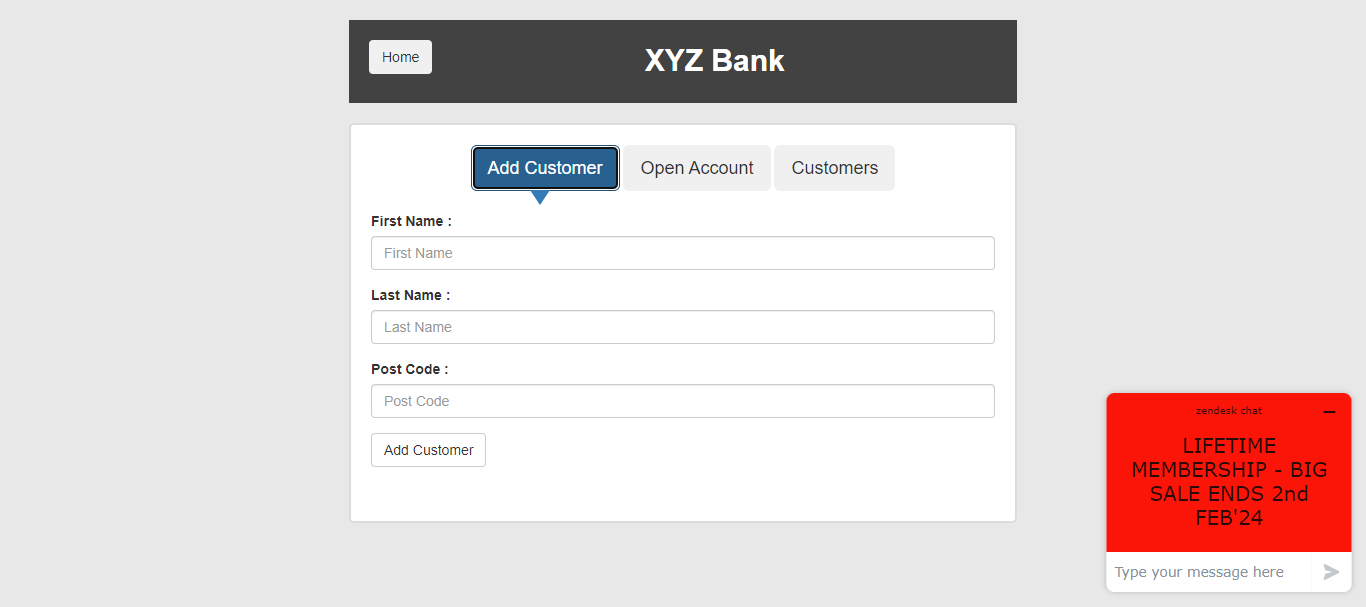 Home
XYZ Bank
Add Customer
Open Account
Customers
First Name :
First Name
Last Name :
Last Name
Post Code :
Post Code
Add Customer
zendesk chat
LIFETIME
MEMBERSHIP - BIG
SALE ENDS 2nd
FEB'24
Type your message here